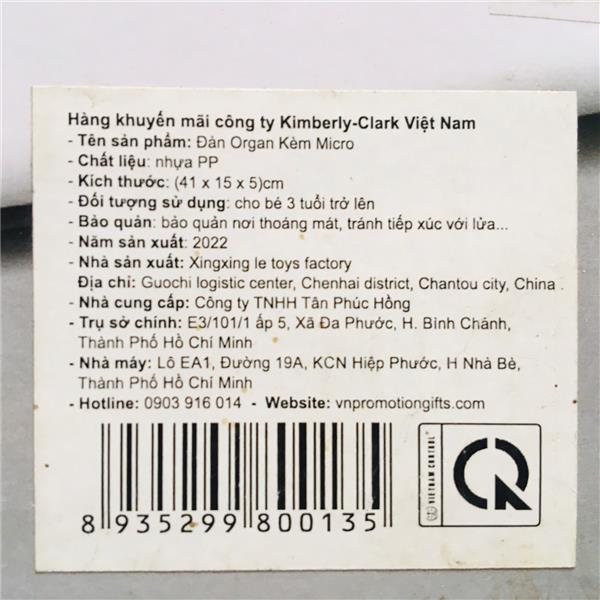 Hàng khuyến mãi công ty Kimberly-Clark Việt Nam
- Tên sản phẩm: Đàn Organ Kèm Micro
- Chất liệu: nhựa PP
- Kích thước: (41 x 15 x 5)cm
- Đối tượng sử dụng: cho bé 3 tuổi trở lên
- Bảo quản: bảo quản nơi thoáng mát, tránh tiếp xúc với lửa...
- Năm sản xuất: 2022
- Nhà sản xuất: Xingxing le toys factory
Địa chỉ: Guochi logistic center, Chenhai district, Chantou city, China .
- Nhà cung cấp: Công ty TNHH Tân Phúc Hồng
- Trụ sở chính: E3/101/1 ấp 5, Xã Đa Phước, H. Bình Chánh,
Thành Phố Hồ Chí Minh
- Nhà máy: Lô EA1, Đường 19A, KCN Hiệp Phước, H Nhà Bè,
Thành Phố Hồ Chí Minh
- Hotline: 0903 916 014 - Website: vnpromotiongifts.com
8 935299 800135
VIETNAM CONTROL
CR